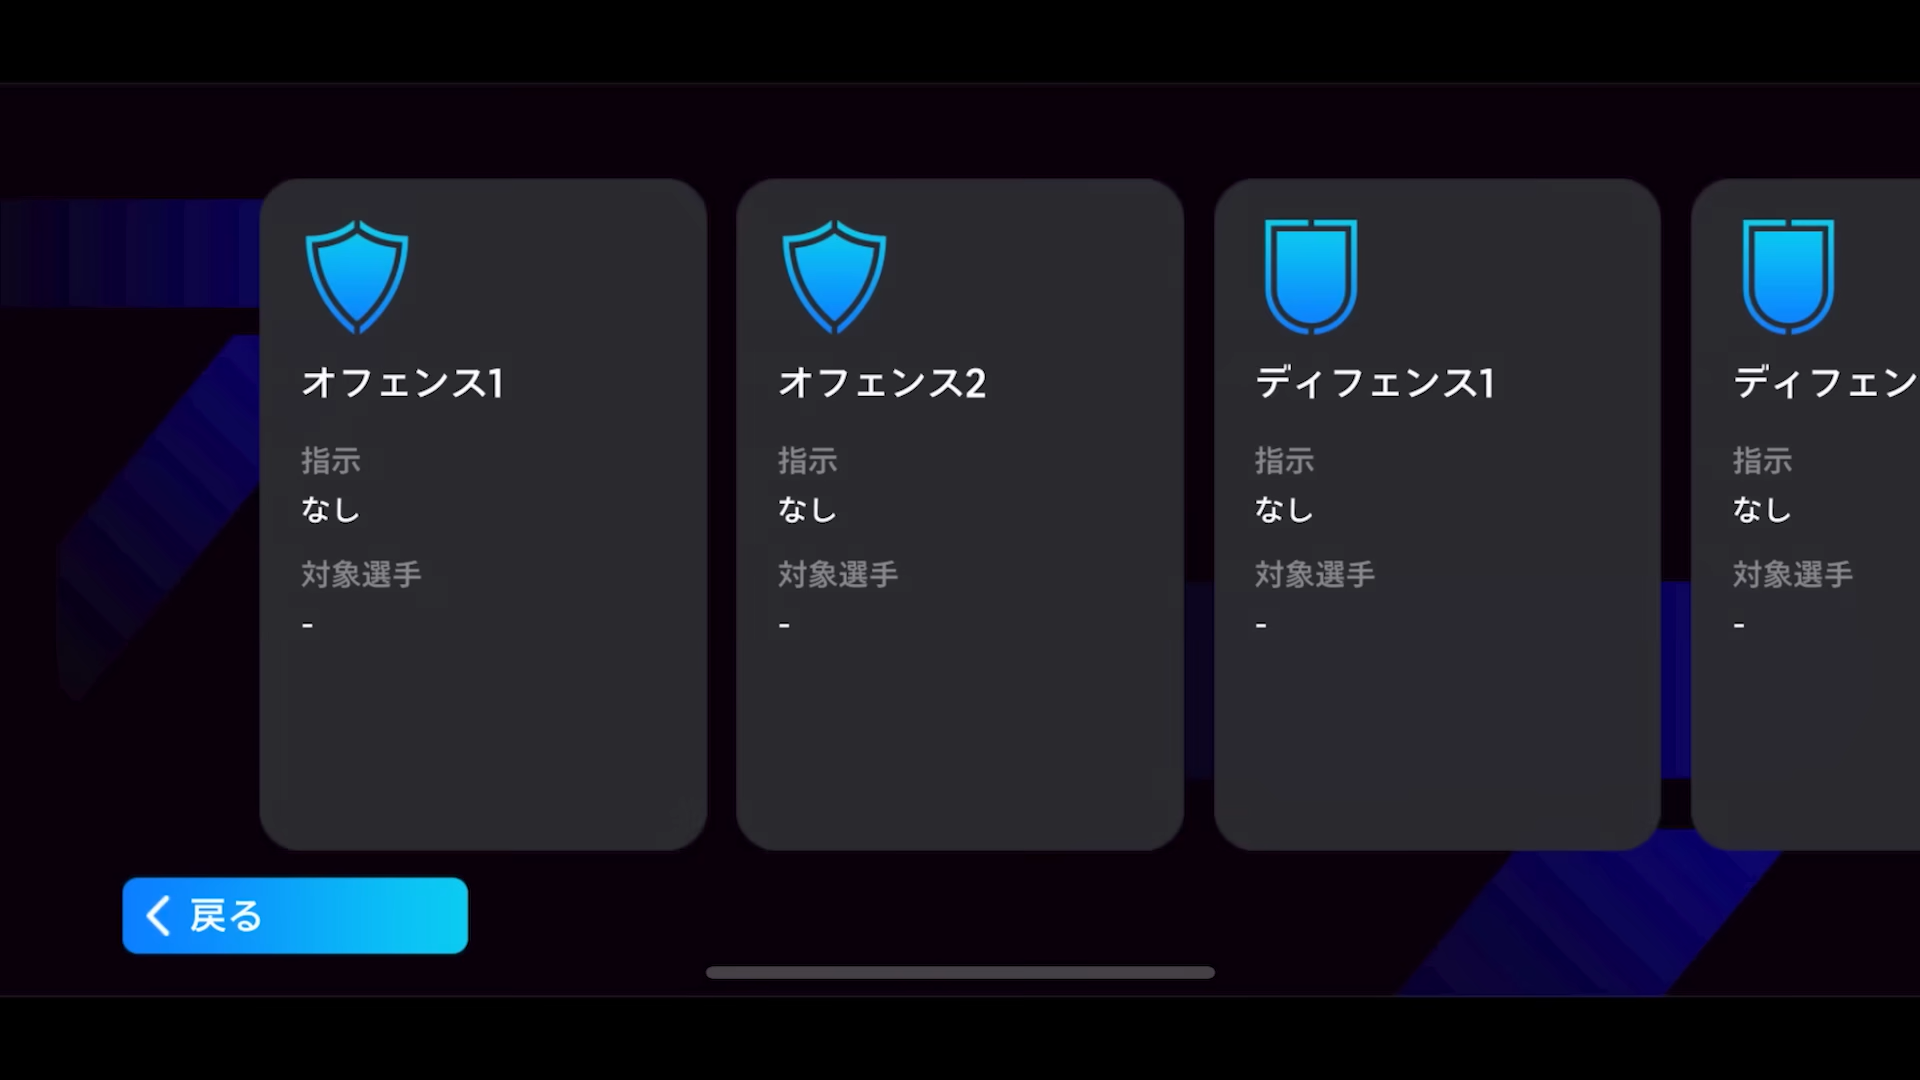 オフェンス1
指示
なし
対象選手
-
オフェンス2
指示
なし
対象選手
-
ディフェンス1
指示
なし
対象選手
-
ディフェン
指示
なし
対象選手
-
戻る